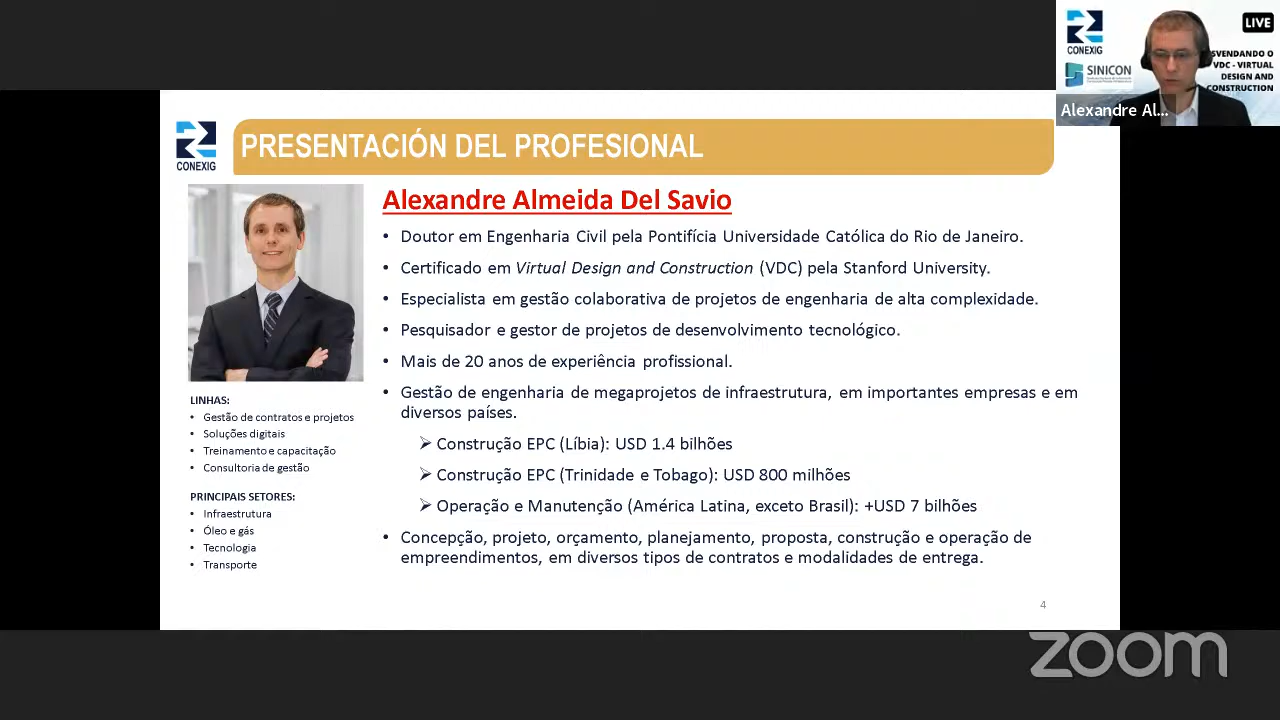 CONEXIG
SINICON
LIVE
SVENDANDO O
VDC - VIRTUAL
DESIGN AND
CONSTRUCTION
Alexandre Al...
CONEXIG
PRESENTACIÓN DEL PROFESIONAL
Alexandre Almeida Del Savio
• Doutor em Engenharia Civil pela Pontifícia Universidade Católica do Rio de Janeiro.
• Certificado em Virtual Design and Construction (VDC) pela Stanford University.
• Especialista em gestão colaborativa de projetos de engenharia de alta complexidade.
• Pesquisador e gestor de projetos de desenvolvimento tecnológico.
• Mais de 20 anos de experiência profissional.
• Gestão de engenharia de megaprojetos de infraestrutura, em importantes empresas e em
diversos países.
➢ Construção EPC (Líbia): USD 1.4 bilhões
➢ Construção EPC (Trinidade e Tobago): USD 800 milhões
➢ Operação e Manutenção (América Latina, exceto Brasil): +USD 7 bilhões
• Concepção, projeto, orçamento, planejamento, proposta, construção e operação de
empreendimentos, em diversos tipos de contratos e modalidades de entrega.
LINHAS:
• Gestão de contratos e projetos
• Soluções digitais
• Treinamento e capacitação
• Consultoria de gestão
PRINCIPAIS SETORES:
• Infraestrutura
• Óleo e gás
• Tecnologia
• Transporte
4
zoom